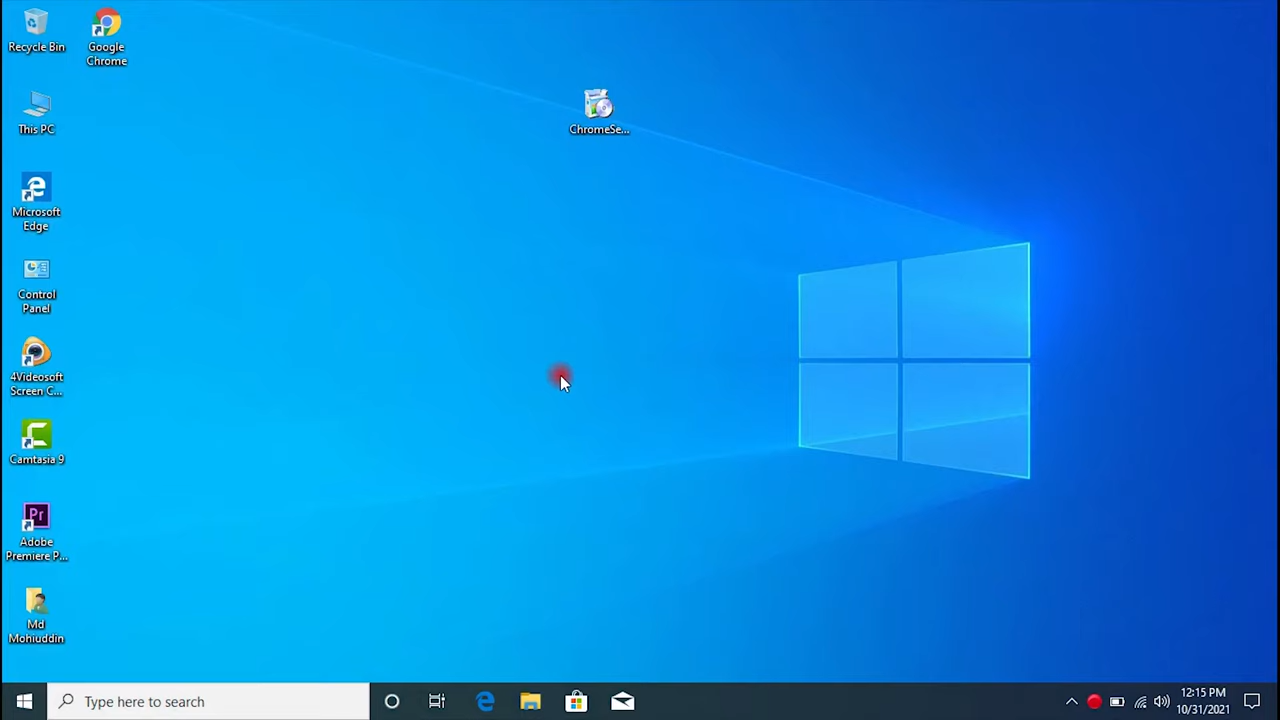 Recycle Bin
Google
Chrome
This PC
ChromeSe...
Microsoft
Edge
Control
Panel
4Videosoft
Screen C...
Camtasia 9
Pr
Adobe
Premiere P...
Md
Mohiuddin
Type here to search
12:15 PM
10/31/2021